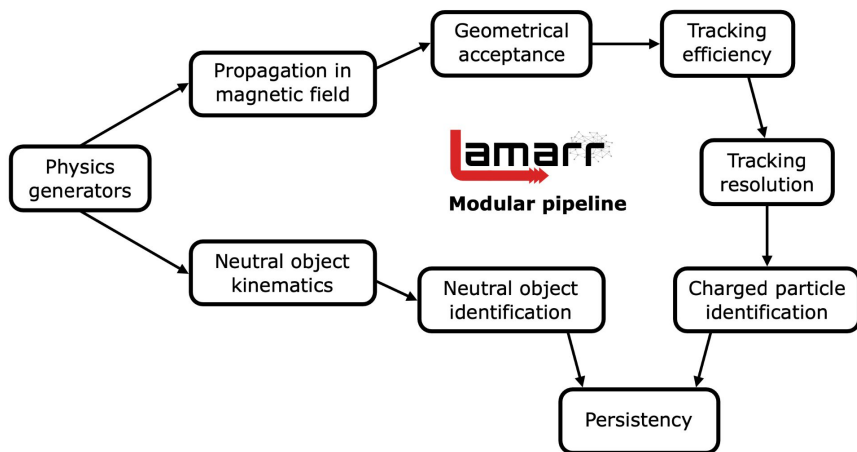 Geometrical
acceptance
Tracking
efficiency
Propagation in
magnetic field
Physics
generators
Lamarr
Modular pipeline
Tracking
resolution
Neutral object
kinematics
Neutral object
identification
Charged particle
identification
Persistency